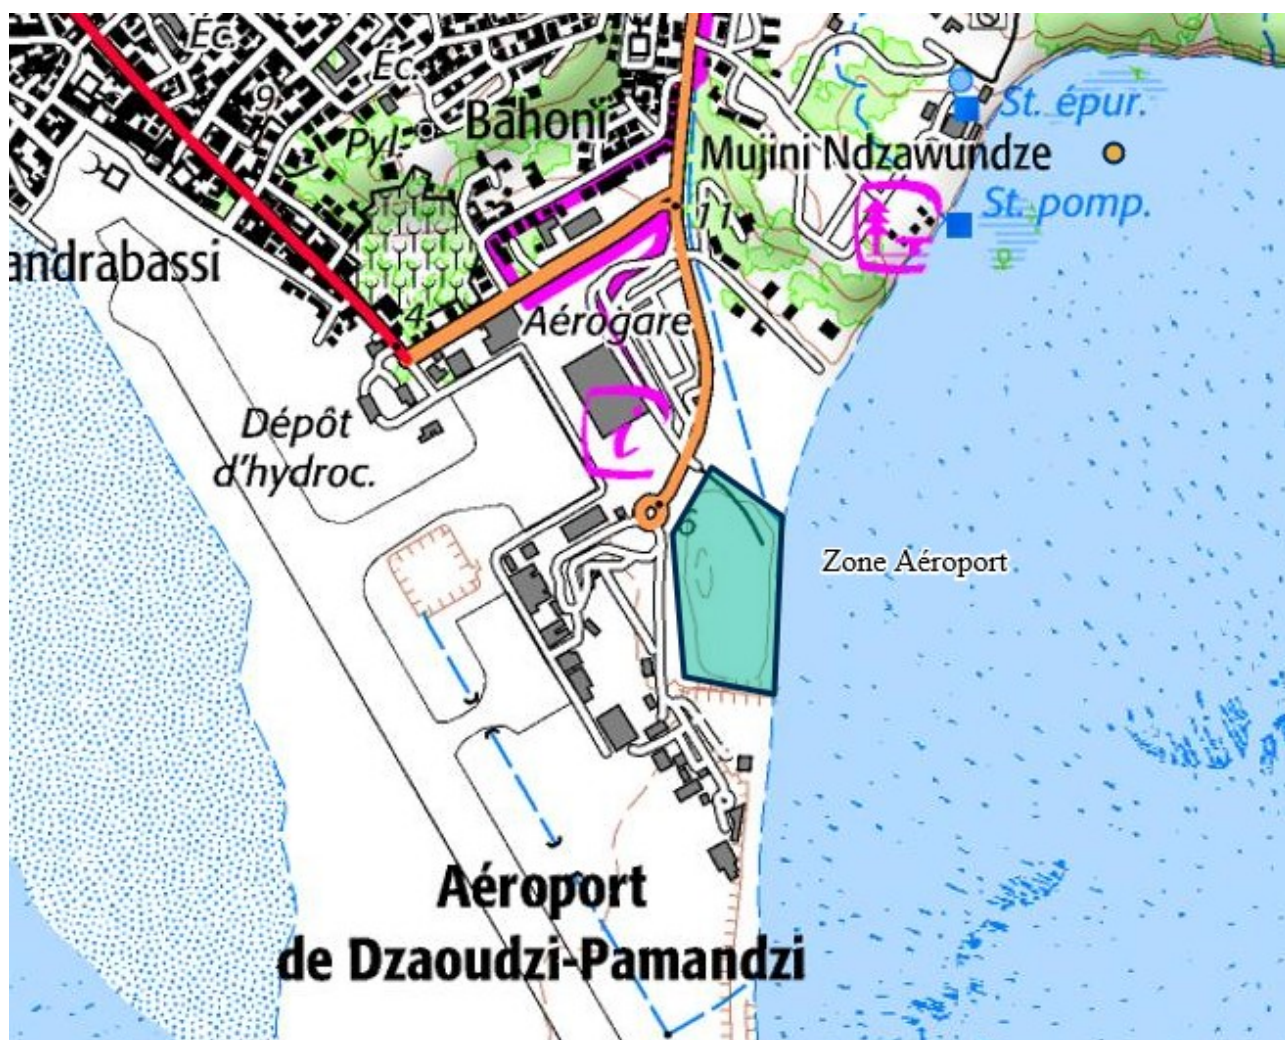 Éc.
Éc.
9
Pyl.
Bahoni
St. épur.
Mujini Ndzawundze
St. pomp.
11
andrabassi
4
Aérogare
Dépôt
d'hydroc.
i
6
Zone Aéroport
Aéroport
de Dzaoudzi-Pamandzi